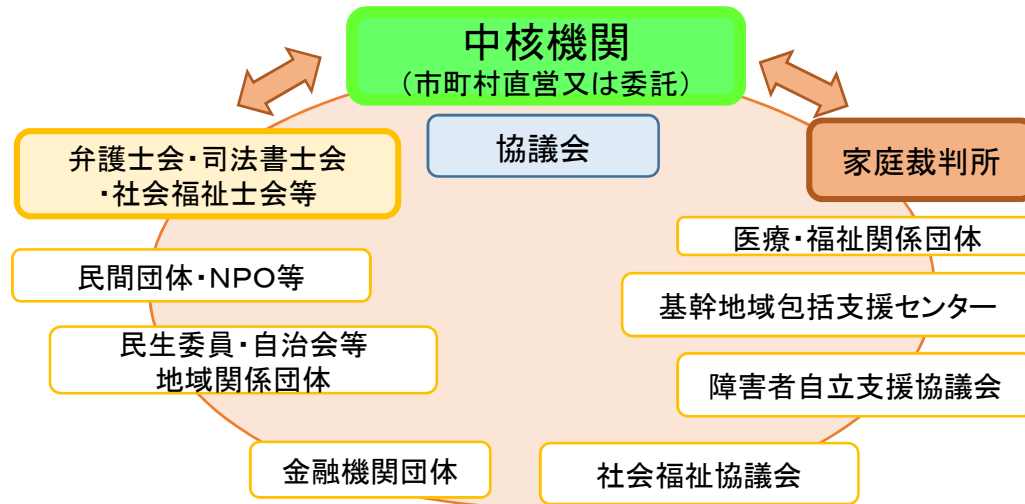 中核機関
（市町村直営又は委託）
協議会
弁護士会・司法書士会
・社会福祉士会等
家庭裁判所
民間団体・NPO等
医療・福祉関係団体
基幹地域包括支援センター
民生委員・自治会等
地域関係団体
障害者自立支援協議会
金融機関団体
社会福祉協議会